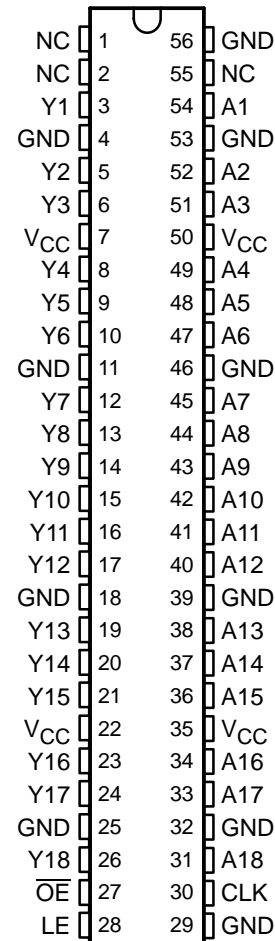 NC 1 56 GND
NC 2 55 NC
Y1 3 54 A1
GND 4 53 GND
Y2 5 52 A2
Y3 6 51 A3
VCC 7 50 VCC
Y4 8 49 A4
Y5 9 48 A5
Y6 10 47 A6
GND 11 46 GND
Y7 12 45 A7
Y8 13 44 A8
Y9 14 43 A9
Y10 15 42 A10
Y11 16 41 A11
Y12 17 40 A12
GND 18 39 GND
Y13 19 38 A13
Y14 20 37 A14
Y15 21 36 A15
VCC 22 35 VCC
Y16 23 34 A16
Y17 24 33 A17
GND 25 32 GND
Y18 26 31 A18
O̅E̅ 27 30 CLK
LE 28 29 GND